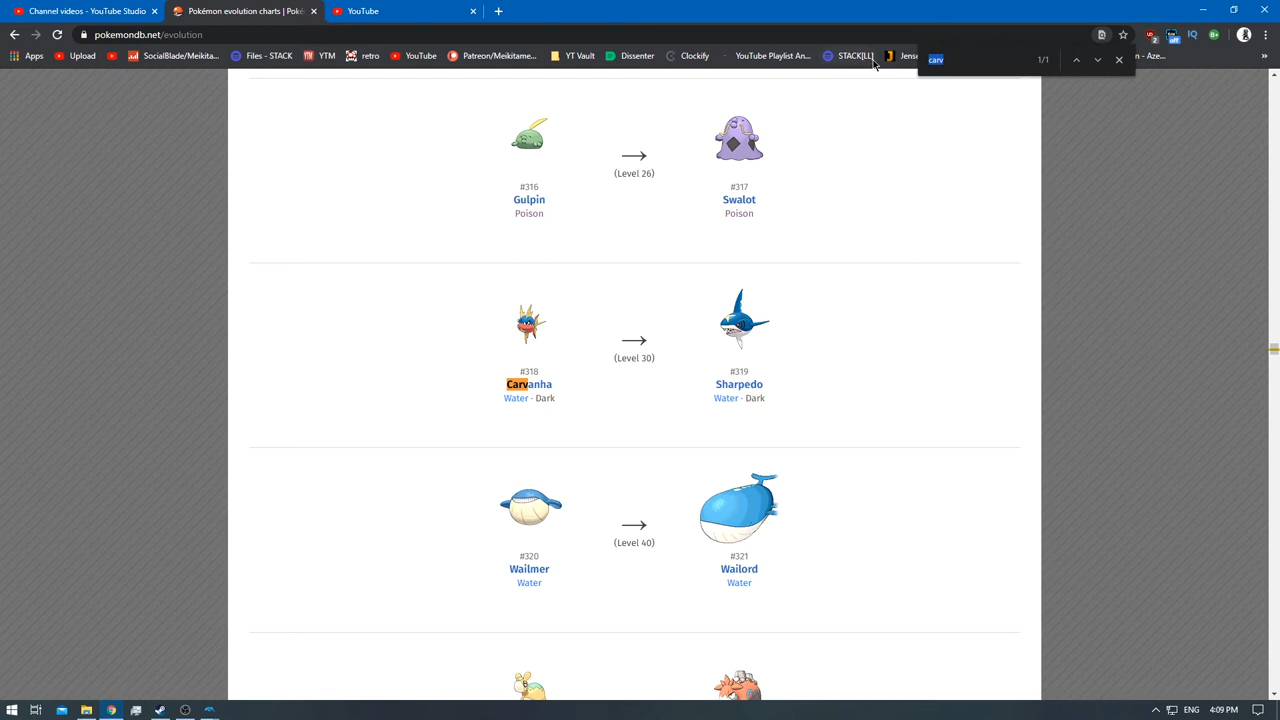 Channel videos - YouTube Studio
Pokémon evolution charts | Poké
YouTube
pokemondb.net/evolution
Apps
Upload
SocialBlade/Meikita...
Files - STACK
YTM
retro
YouTube
Patreon/Meikitame...
YT Vault
Dissenter
Clockify
YouTube Playlist An...
STACK[LL]
Jense
n - Aze...
carv
1/1
#316
Gulpin
Poison
(Level 26)
#317
Swalot
Poison
#318
Carvanha
Water · Dark
(Level 30)
#319
Sharpedo
Water · Dark
#320
Wailmer
Water
(Level 40)
#321
Wailord
Water
ENG
4:09 PM